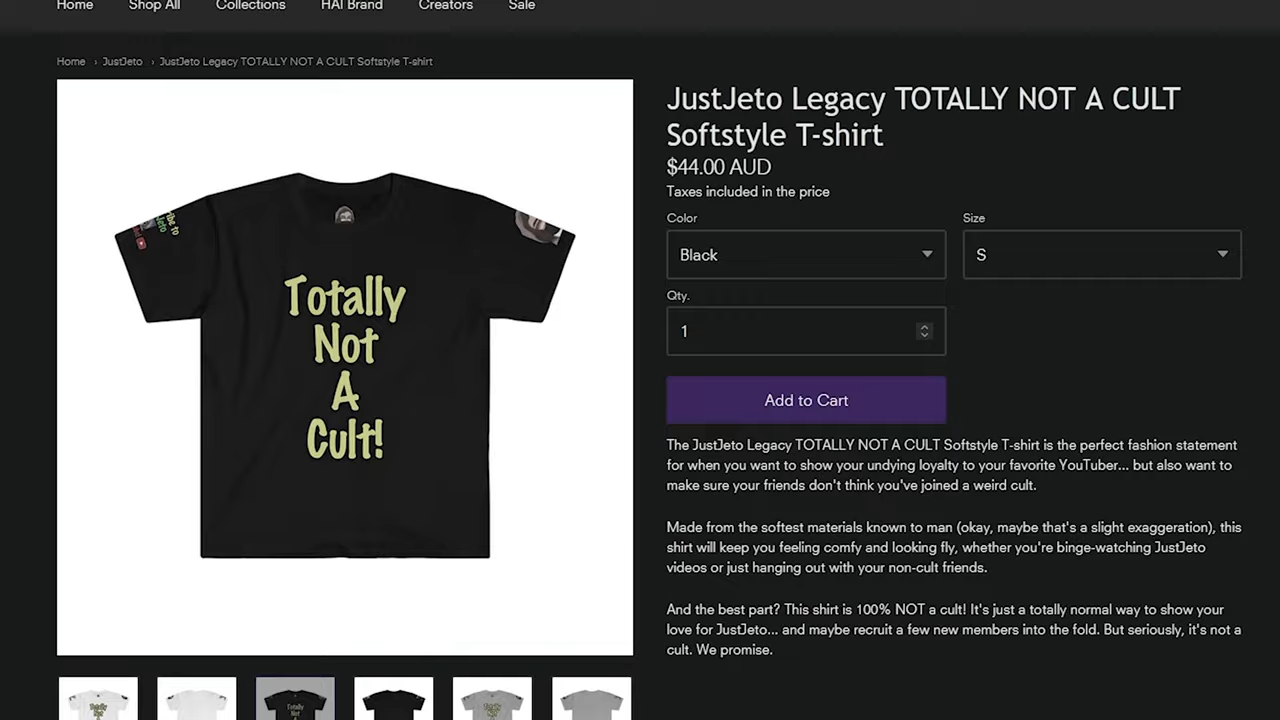 Home Shop All Collections HAI Brand Creators Sale
Home › JustJeto › JustJeto Legacy TOTALLY NOT A CULT Softstyle T-shirt
JustJeto Legacy TOTALLY NOT A CULT
Softstyle T-shirt
$44.00 AUD
Taxes included in the price
Color Size
Black S
Qty.
1
Add to Cart
The JustJeto Legacy TOTALLY NOT A CULT Softstyle T-shirt is the perfect fashion statement
for when you want to show your undying loyalty to your favorite YouTuber... but also want to
make sure your friends don't think you've joined a weird cult.
Made from the softest materials known to man (okay, maybe that's a slight exaggeration), this
shirt will keep you feeling comfy and looking fly, whether you're binge-watching JustJeto
videos or just hanging out with your non-cult friends.
And the best part? This shirt is 100% NOT a cult! It's just a totally normal way to show your
love for JustJeto... and maybe recruit a few new members into the fold. But seriously, it's not a
cult. We promise.
Totally
Not
A
Cult!